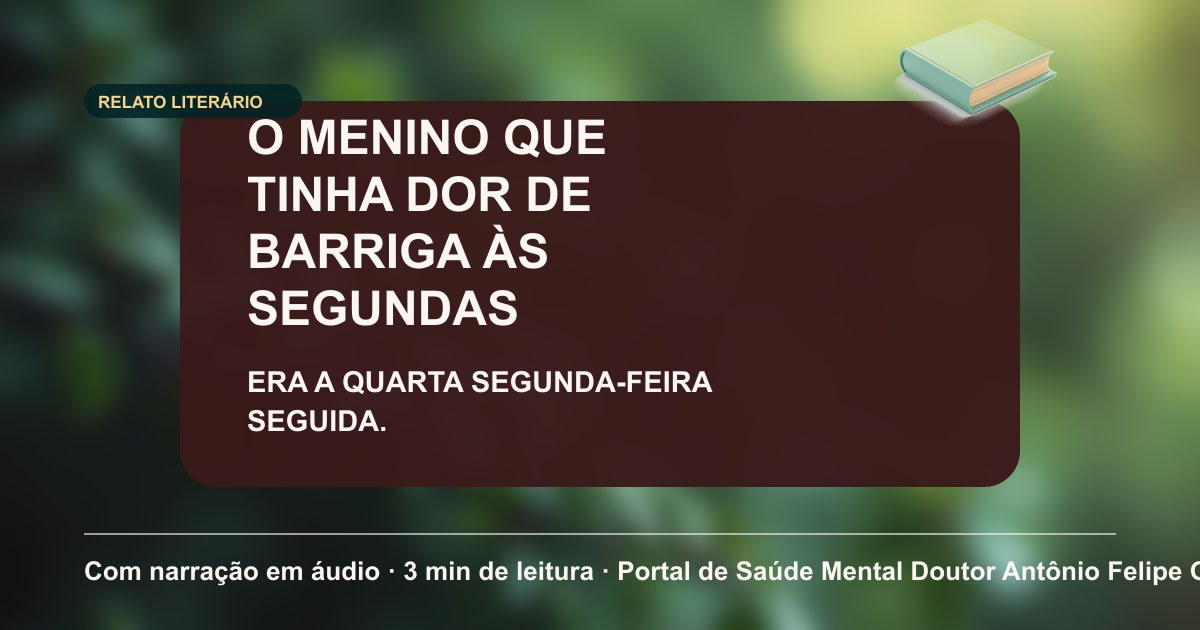 RELATO LITERÁRIO
O MENINO QUE
TINHA DOR DE
BARRIGA ÀS
SEGUNDAS
ERA A QUARTA SEGUNDA-FEIRA
SEGUIDA.
Com narração em áudio · 3 min de leitura · Portal de Saúde Mental Doutor Antônio Felipe